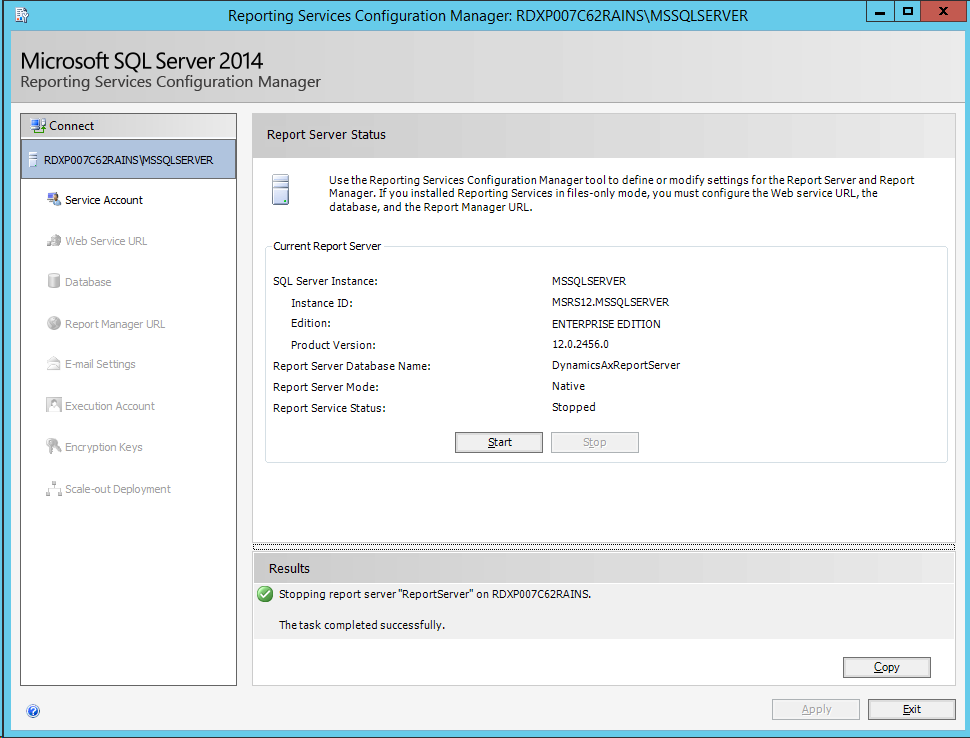 Reporting Services Configuration Manager: RDXP007C62RAINS\MSSQLSERVER
Microsoft SQL Server 2014
Reporting Services Configuration Manager
Connect
RDXP007C62RAINS\MSSQLSERVER
Service Account
Web Service URL
Database
Report Manager URL
E-mail Settings
Execution Account
Encryption Keys
Scale-out Deployment
Report Server Status
Use the Reporting Services Configuration Manager tool to define or modify settings for the Report Server and Report
Manager. If you installed Reporting Services in files-only mode, you must configure the Web service URL, the
database, and the Report Manager URL.
Current Report Server
SQL Server Instance: MSSQLSERVER
Instance ID: MSRS12.MSSQLSERVER
Edition: ENTERPRISE EDITION
Product Version: 12.0.2456.0
Report Server Database Name: DynamicsAxReportServer
Report Server Mode: Native
Report Service Status: Stopped
Start Stop
Results
Stopping report server "ReportServer" on RDXP007C62RAINS.
The task completed successfully.
Copy
Apply Exit